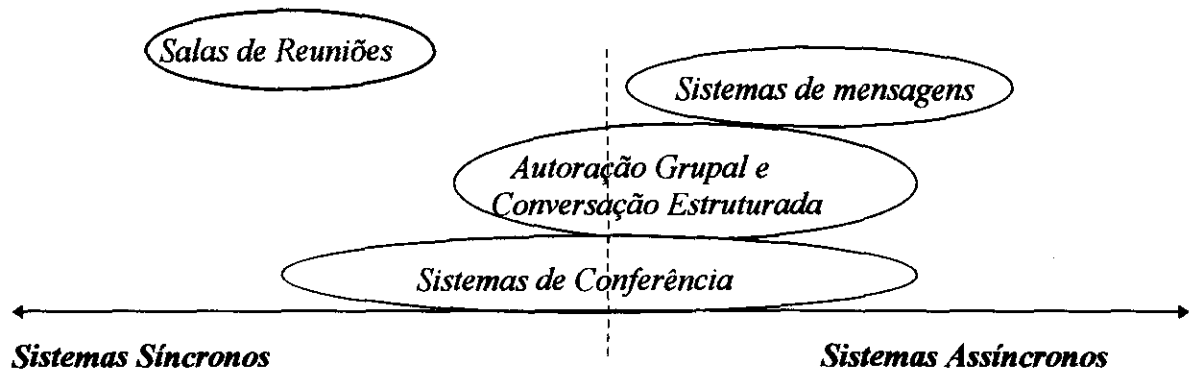 Salas de Reuniões
Sistemas de mensagens
Autoração Grupal e
Conversação Estruturada
Sistemas de Conferência
Sistemas Síncronos
Sistemas Assíncronos